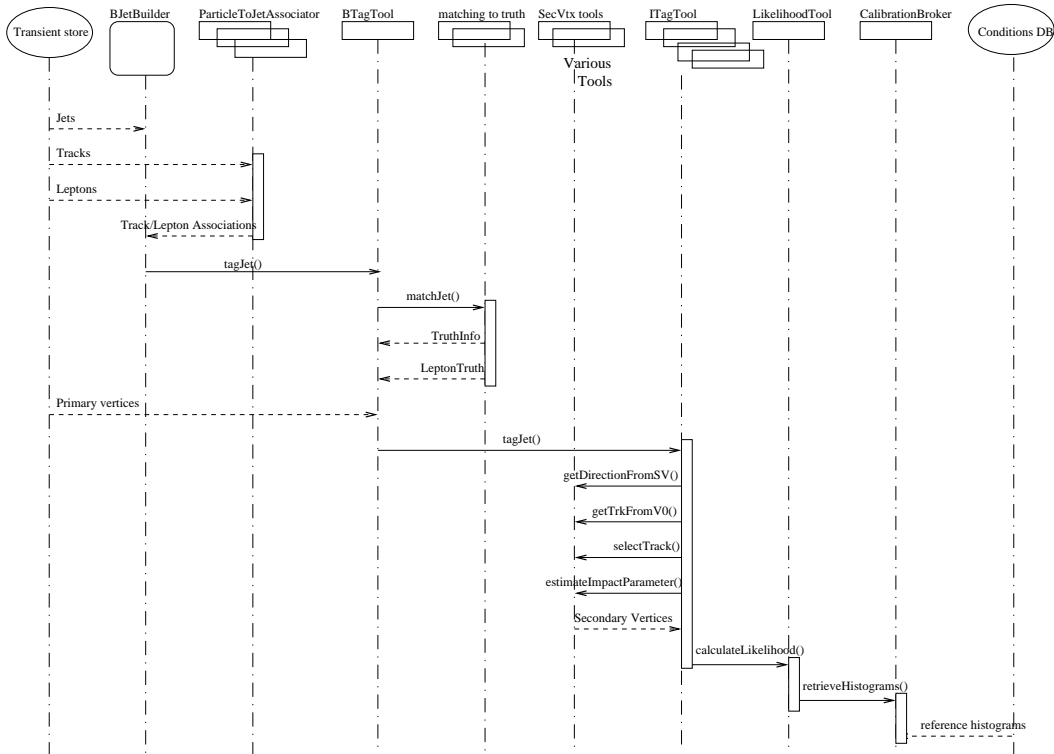 BJetBuilder
ParticleToJetAssociator
BTagTool
matching to truth
SecVtx tools
ITagTool
LikelihoodTool
CalibrationBroker
Transient store
Conditions DB
Various
Tools
Jets
Tracks
Leptons
Track/Lepton Associations
tagJet()
matchJet()
TruthInfo
LeptonTruth
Primary vertices
tagJet()
getDirectionFromSV()
getTrkFromV0()
selectTrack()
estimateImpactParameter()
Secondary Vertices
calculateLikelihood()
retrieveHistograms()
reference histograms